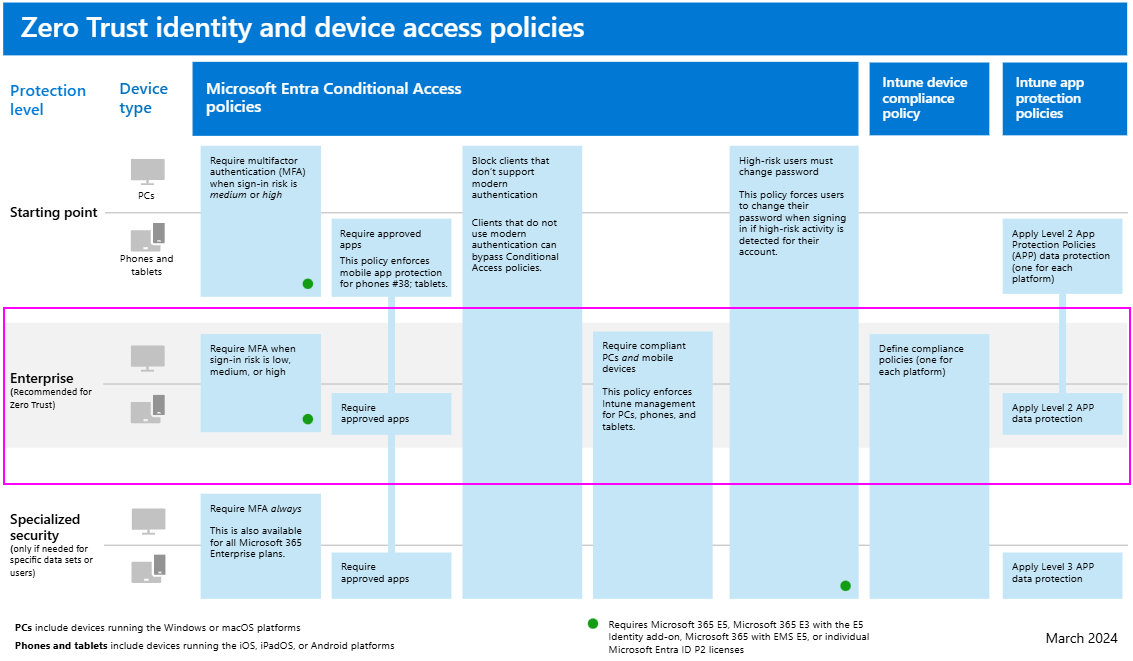 Zero Trust identity and device access policies
Protection
level
Device
type
Microsoft Entra Conditional Access
policies
Intune device
compliance
policy
Intune app
protection
policies
Starting point
PCs
Phones and
tablets
Require multifactor
authentication (MFA)
when sign-in risk is
medium or high
Require approved
apps
This policy enforces
mobile app protection
for phones #38; tablets.
Block clients that
don't support
modern
authentication
Clients that do not
use modern
authentication can
bypass Conditional
Access policies.
High-risk users must
change password
This policy forces users
to change their
password when signing
in if high-risk activity is
detected for their
account.
Apply Level 2 App
Protection Policies
(APP) data protection
(one for each
platform)
Enterprise
(Recommended for
Zero Trust)
Require MFA when
sign-in risk is low,
medium, or high
Require
approved apps
Require compliant
PCs and mobile
devices
This policy enforces
Intune management
for PCs, phones, and
tablets.
Define compliance
policies (one for
each platform)
Apply Level 2 APP
data protection
Specialized
security
(only if needed for
specific data sets or
users)
Require MFA always
This is also available
for all Microsoft 365
Enterprise plans.
Require
approved apps
Apply Level 3 APP
data protection
PCs include devices running the Windows or macOS platforms
Phones and tablets include devices running the iOS, iPadOS, or Android platforms
Requires Microsoft 365 E5, Microsoft 365 E3 with the E5
Identity add-on, Microsoft 365 with EMS E5, or individual
Microsoft Entra ID P2 licenses
March 2024